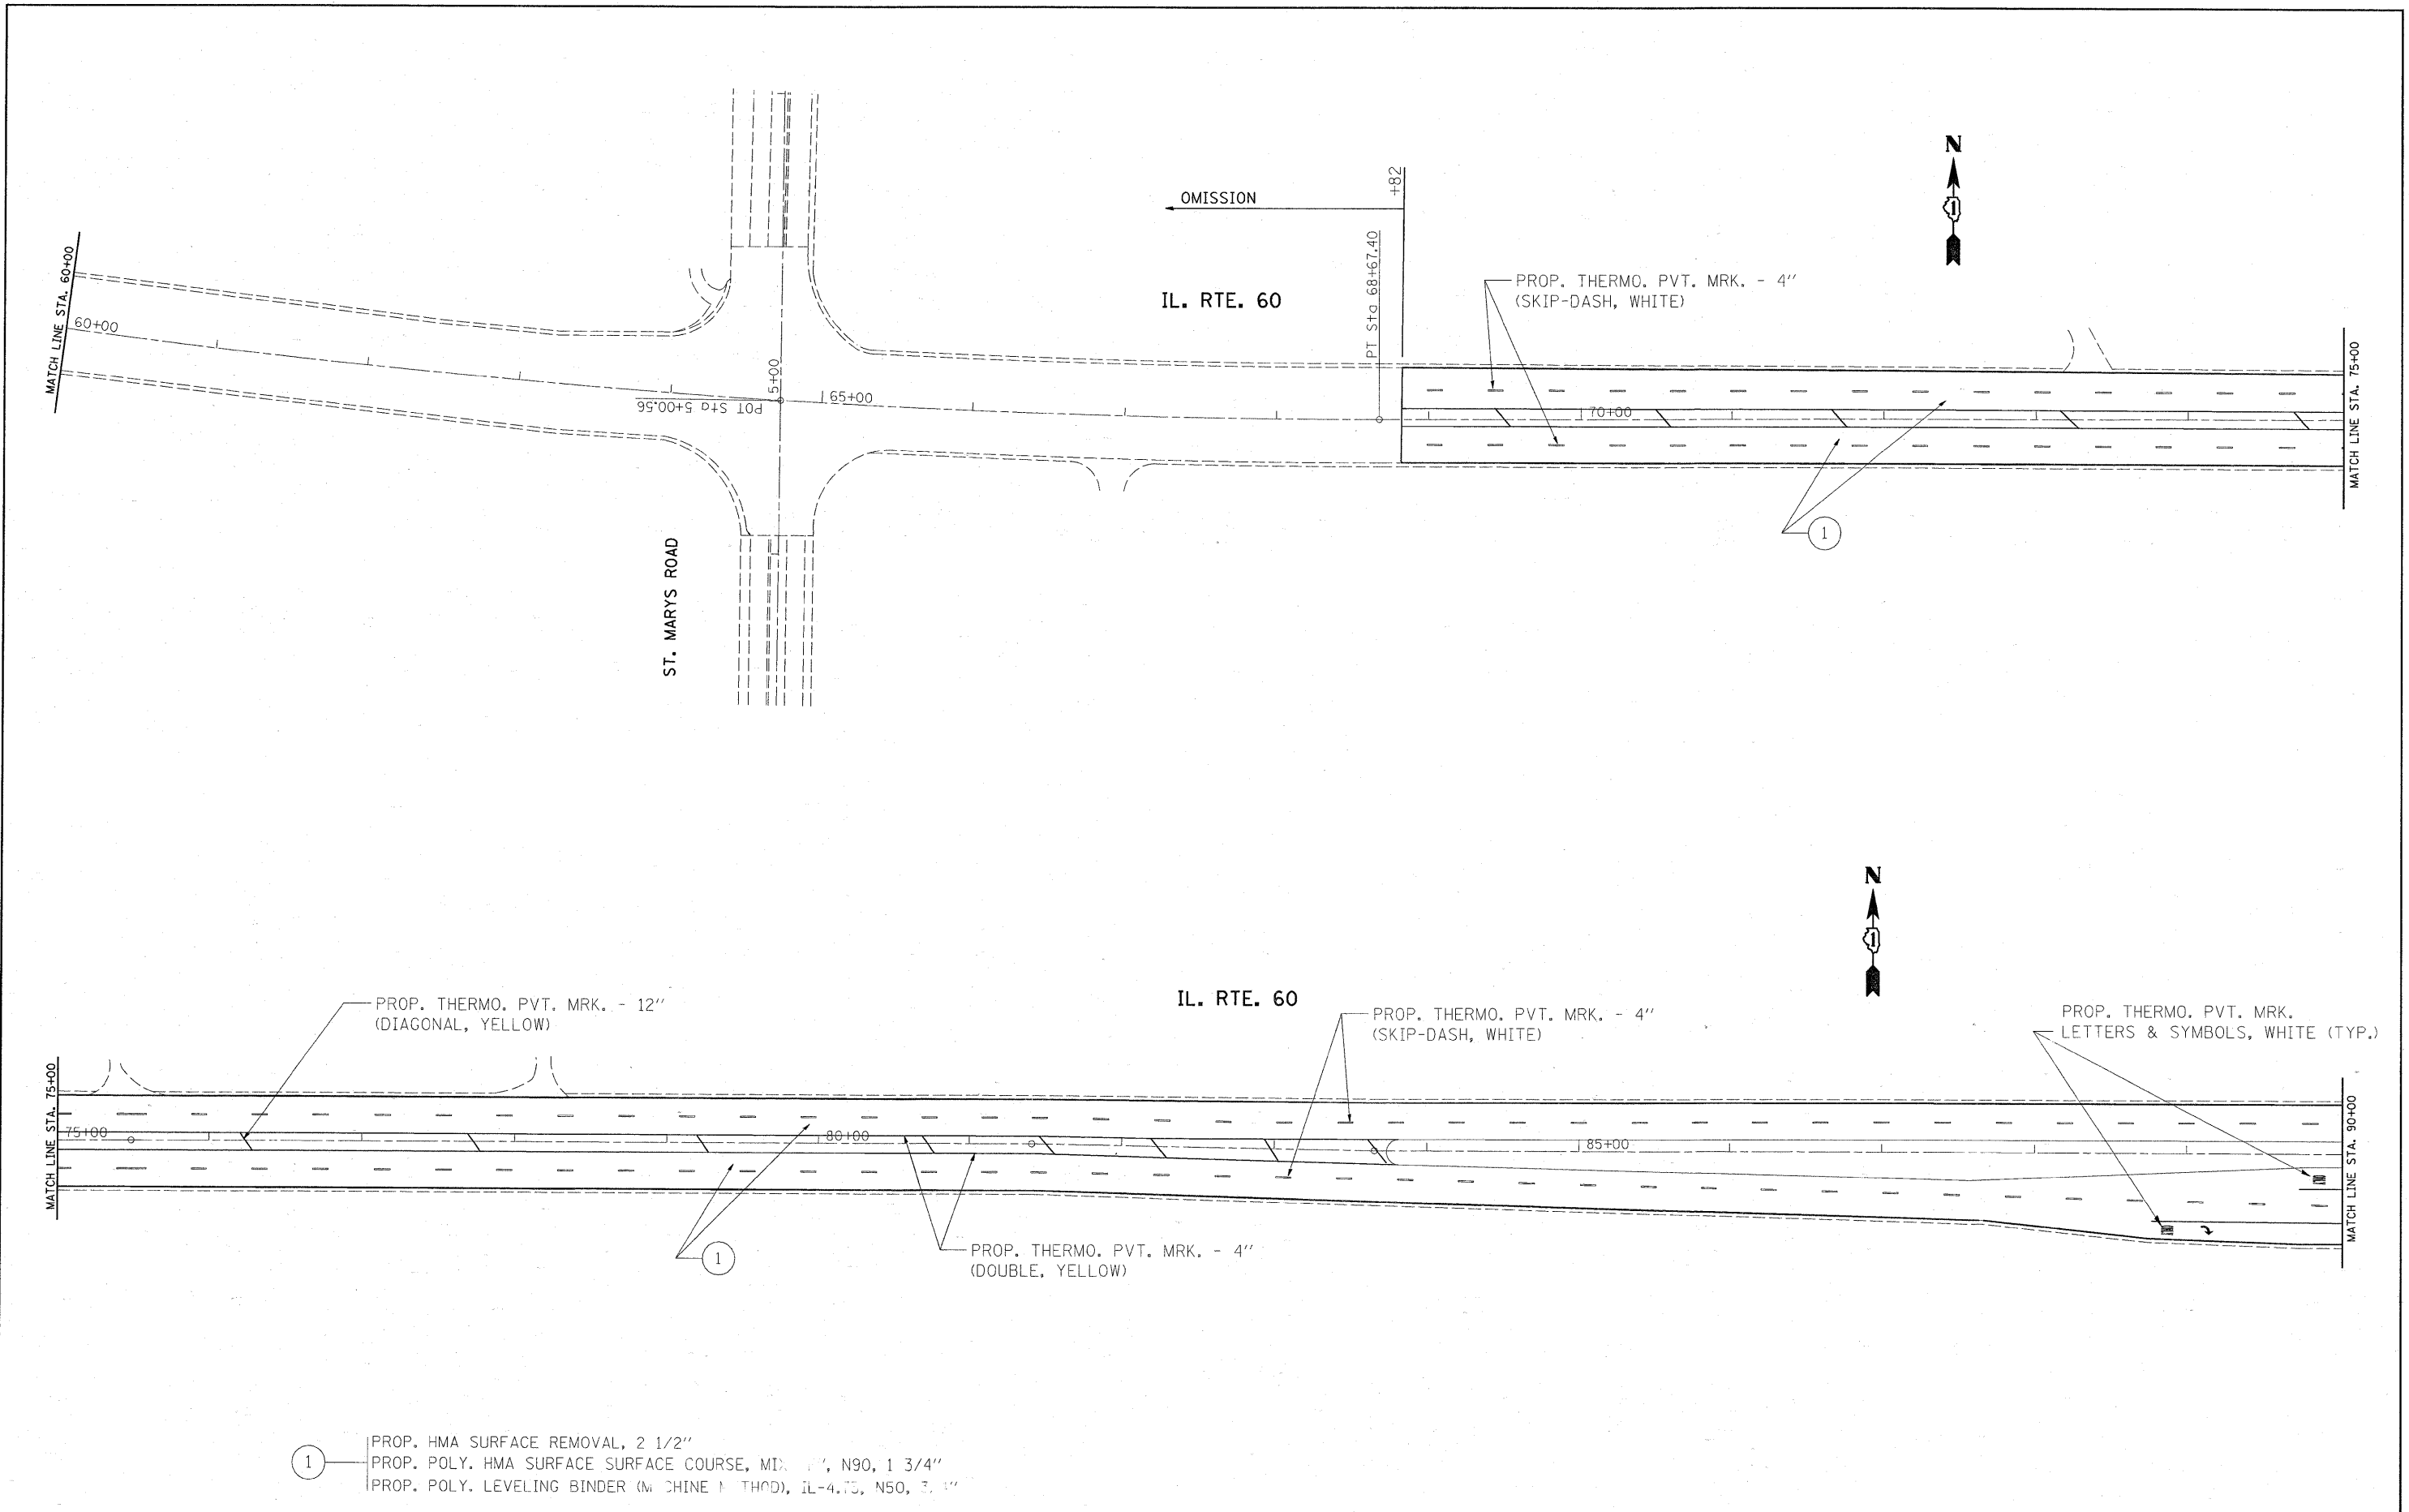 N
1
+82
OMISSION
IL. RTE. 60
PT Sta 68+67.40
PROP. THERMO. PVT. MRK. - 4"
(SKIP-DASH, WHITE)
MATCH LINE STA. 60+00
60+00
5+00
POT Sta 5+00.56
65+00
70+00
MATCH LINE STA. 75+00
1
ST. MARYS ROAD
N
1
IL. RTE. 60
PROP. THERMO. PVT. MRK. - 12"
(DIAGONAL, YELLOW)
PROP. THERMO. PVT. MRK. - 4"
(SKIP-DASH, WHITE)
PROP. THERMO. PVT. MRK.
LETTERS & SYMBOLS, WHITE (TYP.)
MATCH LINE STA. 75+00
75+00
80+00
85+00
MATCH LINE STA. 90+00
1
PROP. THERMO. PVT. MRK. - 4"
(DOUBLE, YELLOW)
1
PROP. HMA SURFACE REMOVAL, 2 1/2"
PROP. POLY. HMA SURFACE SURFACE COURSE, N90, 1 3/4"
PROP. POLY. LEVELING BINDER N50,